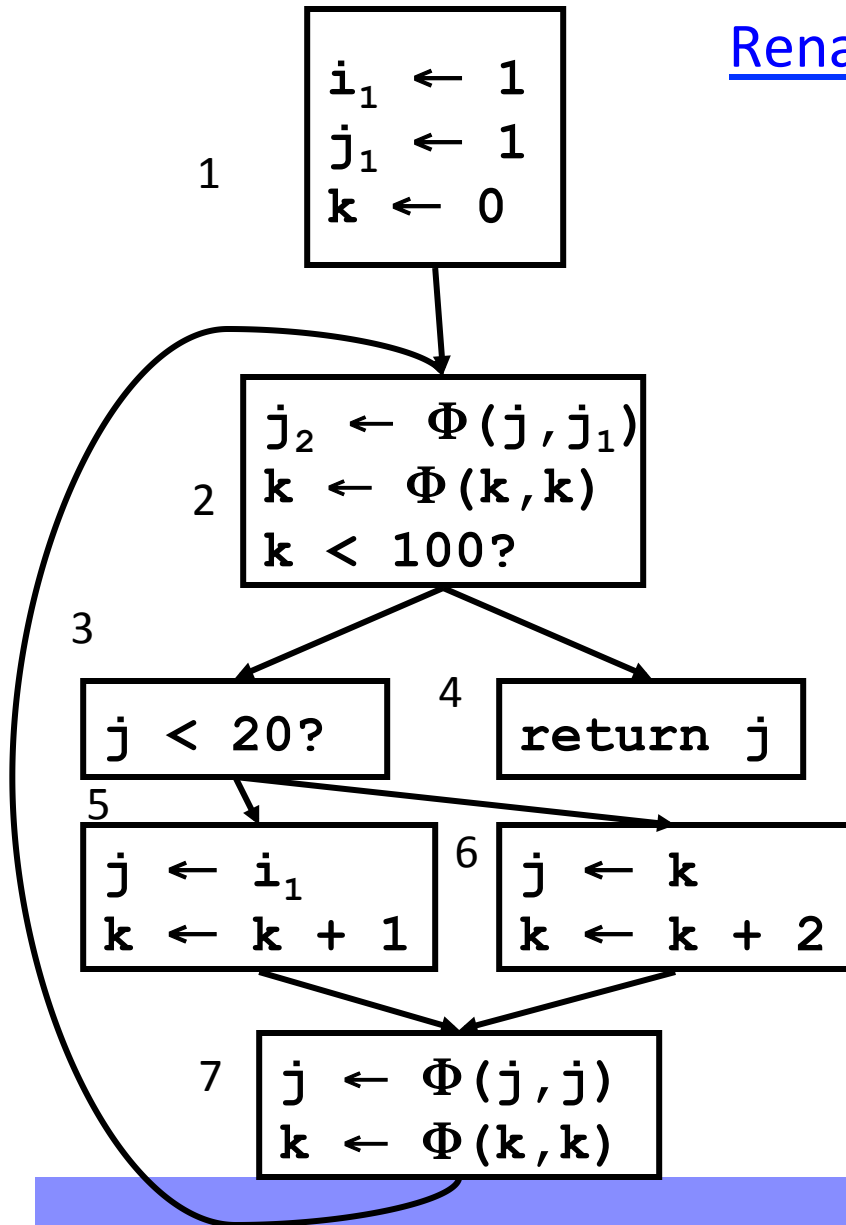 Rena
i₁ ← 1
j₁ ← 1
k ← 0
1
j₂ ← Φ(j,j₁)
k ← Φ(k,k)
k < 100?
2
3
j < 20?
4
return j
5
j ← i₁
k ← k + 1
6
j ← k
k ← k + 2
7
j ← Φ(j,j)
k ← Φ(k,k)